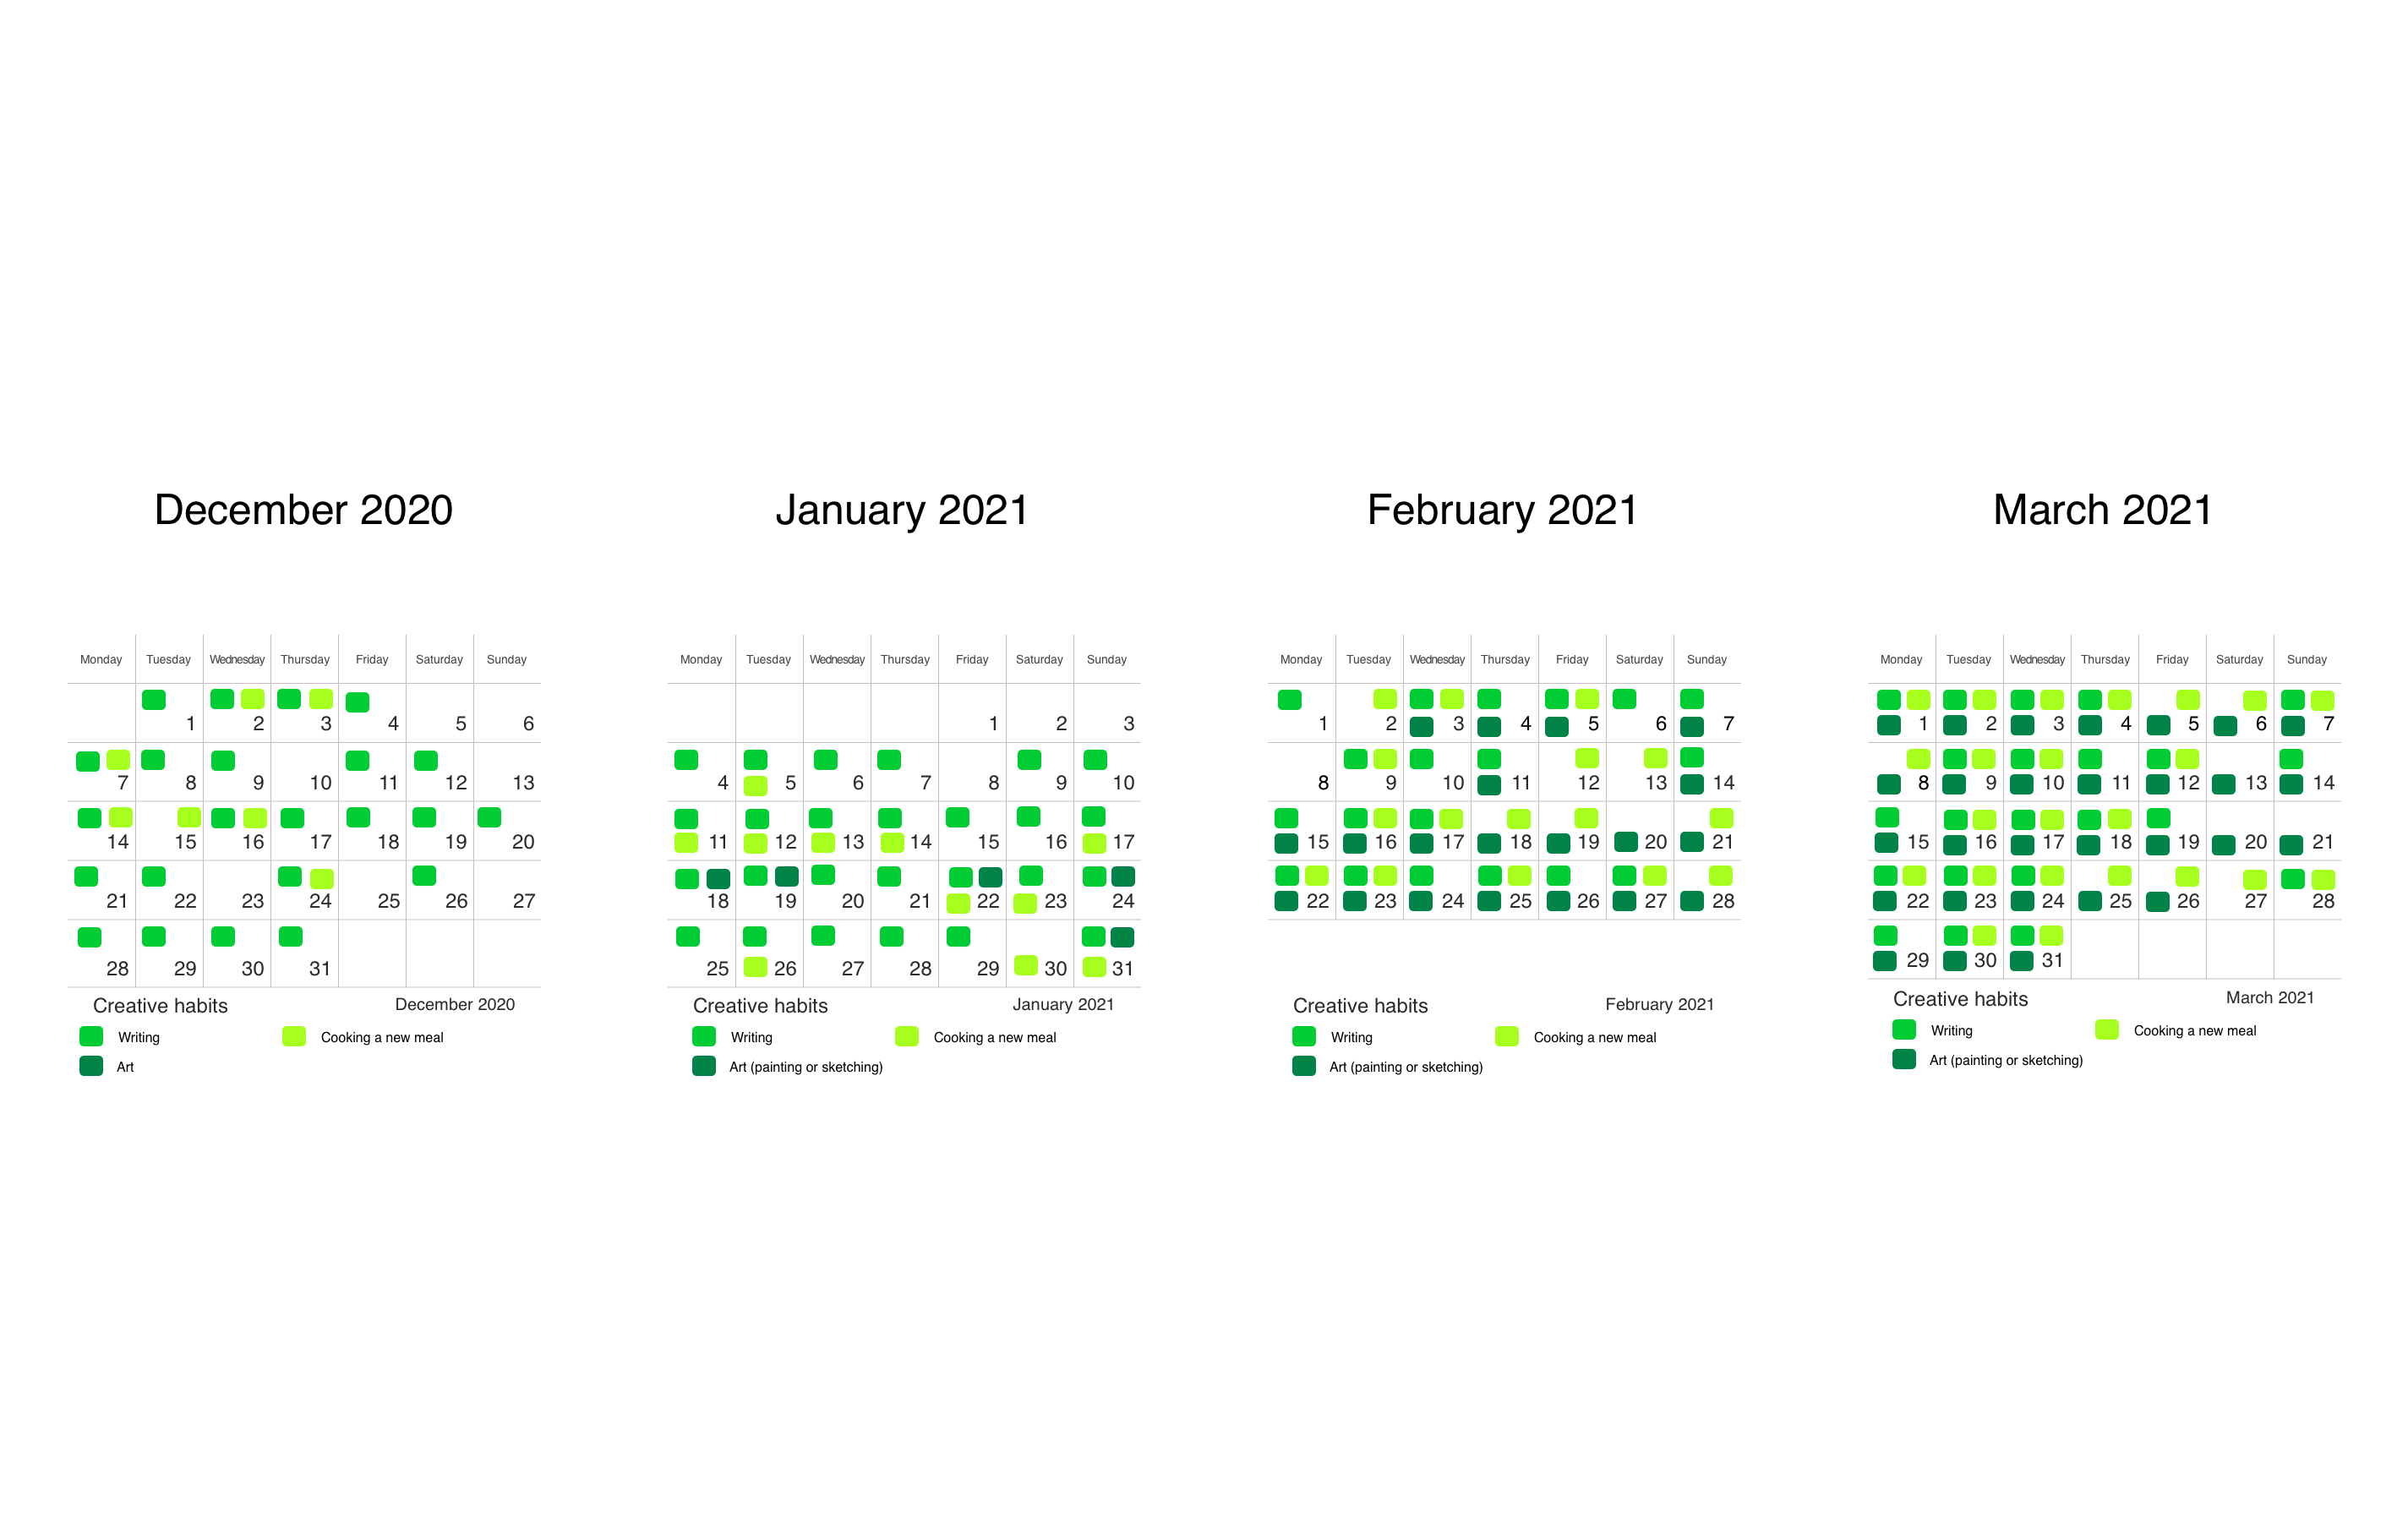 December 2020
January 2021
February 2021
March 2021
Monday Tuesday Wednesday Thursday Friday Saturday Sunday
1 2 3 4 5 6
7 8 9 10 11 12 13
14 15 16 17 18 19 20
21 22 23 24 25 26 27
28 29 30 31
Creative habits December 2020
Writing Cooking a new meal
Art
Monday Tuesday Wednesday Thursday Friday Saturday Sunday
1 2 3
4 5 6 7 8 9 10
11 12 13 14 15 16 17
18 19 20 21 22 23 24
25 26 27 28 29 30 31
Creative habits January 2021
Writing Cooking a new meal
Art (painting or sketching)
Monday Tuesday Wednesday Thursday Friday Saturday Sunday
1 2 3 4 5 6 7
8 9 10 11 12 13 14
15 16 17 18 19 20 21
22 23 24 25 26 27 28
Creative habits February 2021
Writing Cooking a new meal
Art (painting or sketching)
Monday Tuesday Wednesday Thursday Friday Saturday Sunday
1 2 3 4 5 6 7
8 9 10 11 12 13 14
15 16 17 18 19 20 21
22 23 24 25 26 27 28
29 30 31
Creative habits March 2021
Writing Cooking a new meal
Art (painting or sketching)